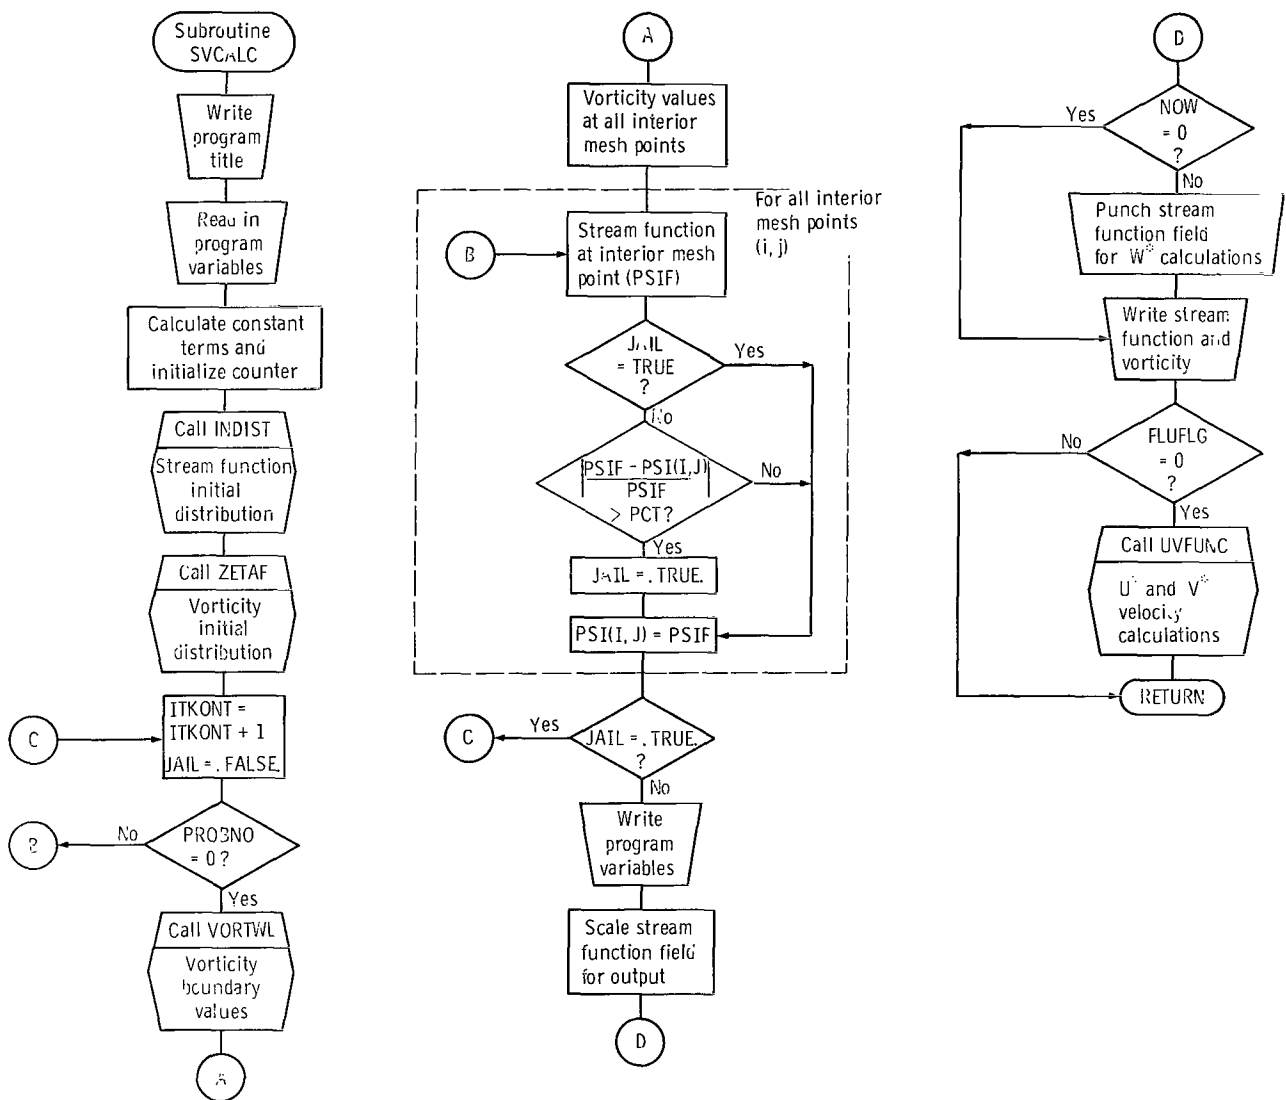 Subroutine
SVCALC
Write
program
title
Read in
program
variables
Calculate constant
terms and
initialize counter
Call INDIST
Stream function
initial
distribution
Call ZETAF
Vorticity
initial
distribution
C
ITKONT =
ITKONT + 1
JAIL = . FALSE.
B
No
PROBNO
= 0 ?
Yes
Call VORTWL
Vorticity
boundary
values
A
A
Vorticity values
at all interior
mesh points
For all interior
mesh points
(i, j)
B
Stream function
at interior mesh
point (PSIF)
JAIL
= TRUE
?
Yes
No
|PSIF - PSI(I,J)|
PSIF
> PCT?
No
Yes
JAIL = . TRUE.
PSI(I, J) = PSIF
C
Yes
JAIL = . TRUE.
?
No
Write
program
variables
Scale stream
function field
for output
D
D
Yes
NOW
= 0
?
No
Punch stream
function field
for W* calculations
Write stream
function and
vorticity
No
FLUFLG
= 0
?
Yes
Call UVFUNC
U* and V*
velocity
calculations
RETURN